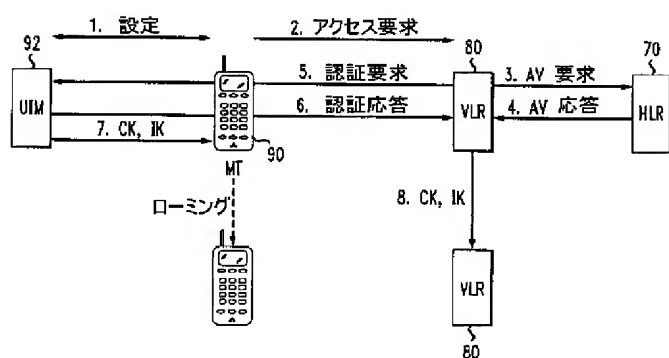 1. 設定
2. アクセス要求
92
80
70
5. 認証要求
3. AV 要求
UIM
6. 認証応答
VLR
4. AV 応答
HLR
7. CK, IK
90
MT
ローミング
8. CK, IK
VLR
80